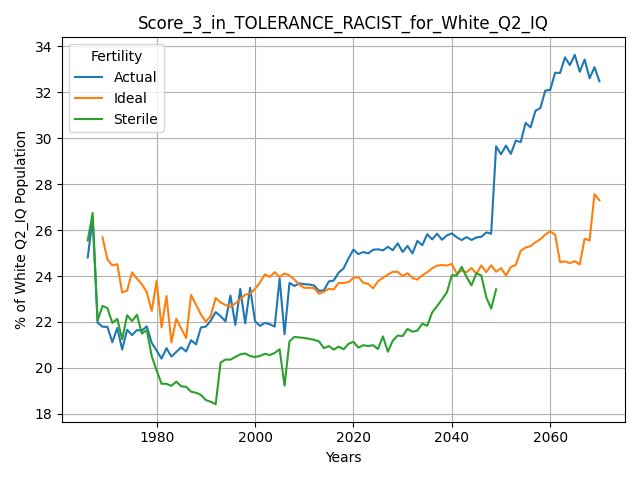 Score_3_in_TOLERANCE_RACIST_for_White_Q2_IQ
Fertility
Actual
Ideal
Sterile
% of White Q2_IQ Population
34
32
30
28
26
24
22
20
18
1980
2000
2020
2040
2060
Years